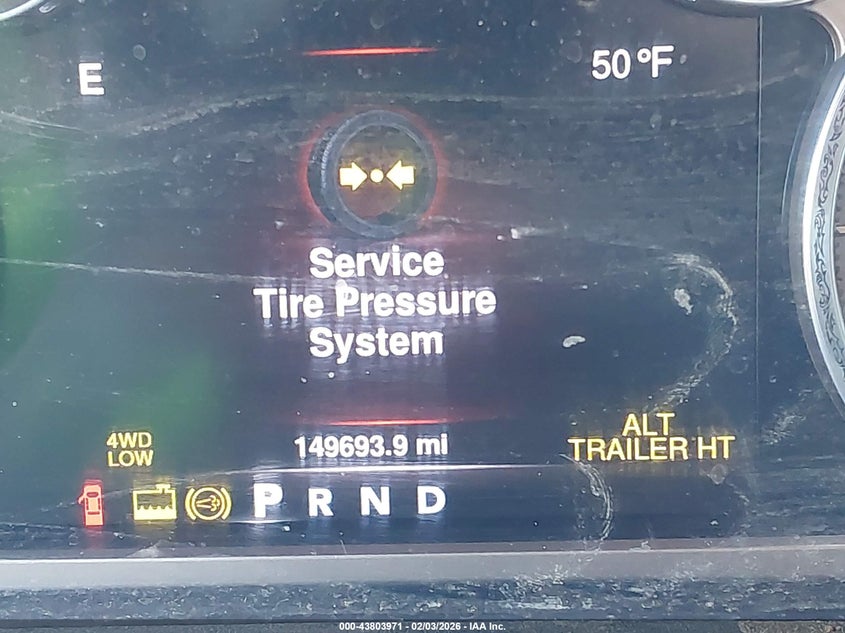 E
50 °F
Service
Tire Pressure
System
4WD
LOW
149693.9 mi
ALT
TRAILER HT
P R N D
000-43803971 - 02/03/2026 - IAA Inc.